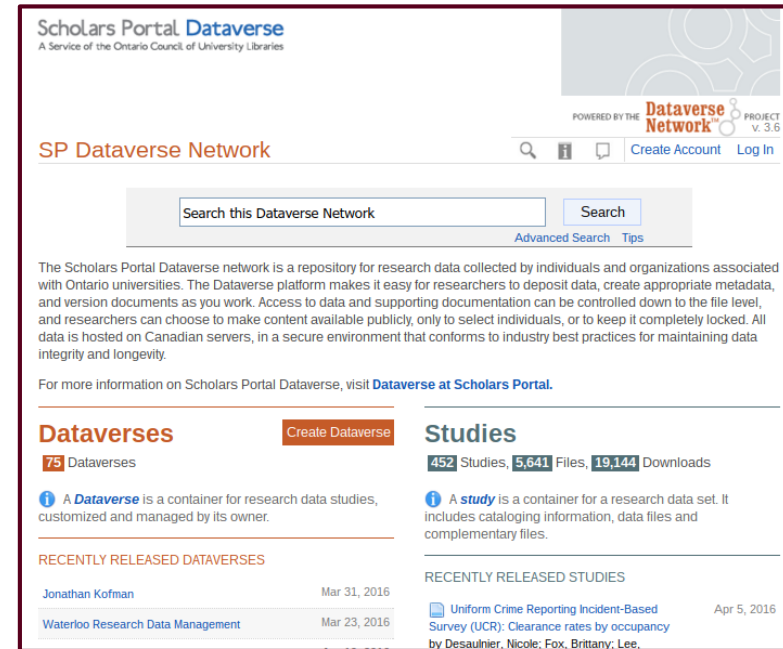 Scholars Portal Dataverse
A Service of the Ontario Council of University Libraries
POWERED BY THE Dataverse Network™ PROJECT
v. 3.6
SP Dataverse Network
Create Account Log In
Search this Dataverse Network Search
Advanced Search Tips
The Scholars Portal Dataverse network is a repository for research data collected by individuals and organizations associated
with Ontario universities. The Dataverse platform makes it easy for researchers to deposit data, create appropriate metadata,
and version documents as you work. Access to data and supporting documentation can be controlled down to the file level,
and researchers can choose to make content available publicly, only to select individuals, or to keep it completely locked. All
data is hosted on Canadian servers, in a secure environment that conforms to industry best practices for maintaining data
integrity and longevity.
For more information on Scholars Portal Dataverse, visit Dataverse at Scholars Portal.
Dataverses Create Dataverse
75 Dataverses
A Dataverse is a container for research data studies,
customized and managed by its owner.
RECENTLY RELEASED DATAVERSES
Jonathan Kofman Mar 31, 2016
Waterloo Research Data Management Mar 23, 2016
Studies
452 Studies, 5,641 Files, 19,144 Downloads
A study is a container for a research data set. It
includes cataloging information, data files and
complementary files.
RECENTLY RELEASED STUDIES
Uniform Crime Reporting Incident-Based Apr 5, 2016
Survey (UCR): Clearance rates by occupancy
by Desaulnier, Nicole; Fox, Brittany; Lee,